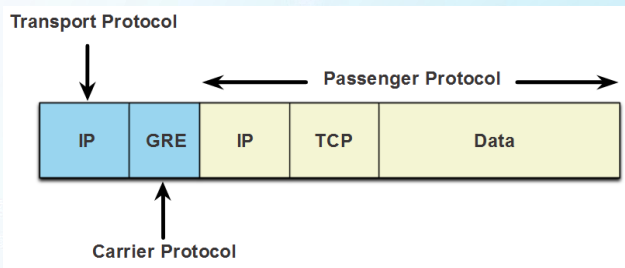 Transport Protocol
Passenger Protocol
IP GRE IP TCP Data
Carrier Protocol